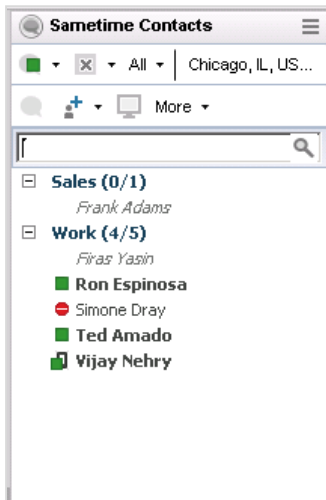 Sametime Contacts
All Chicago, IL, US...
More
Sales (0/1)
Frank Adams
Work (4/5)
Firas Yasin
Ron Espinosa
Simone Dray
Ted Amado
Vijay Nehry